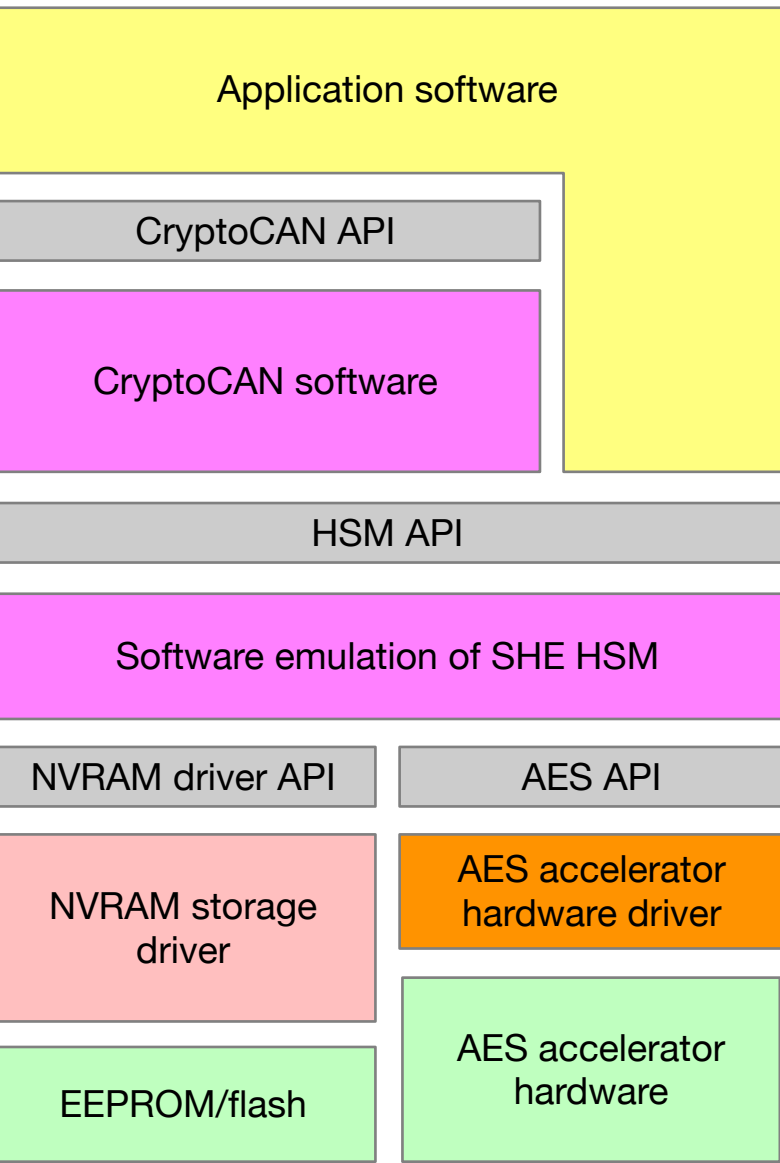 Application software
CryptoCAN API
CryptoCAN software
HSM API
Software emulation of SHE HSM
NVRAM driver API
AES API
NVRAM storage
driver
AES accelerator
hardware driver
EEPROM/flash
AES accelerator
hardware